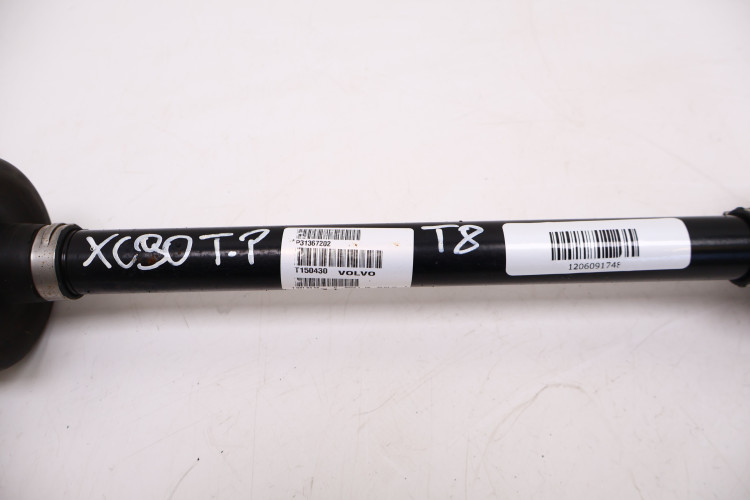 XC90 T.P
P31367202
T150430 VOLVO
T8
120609174F